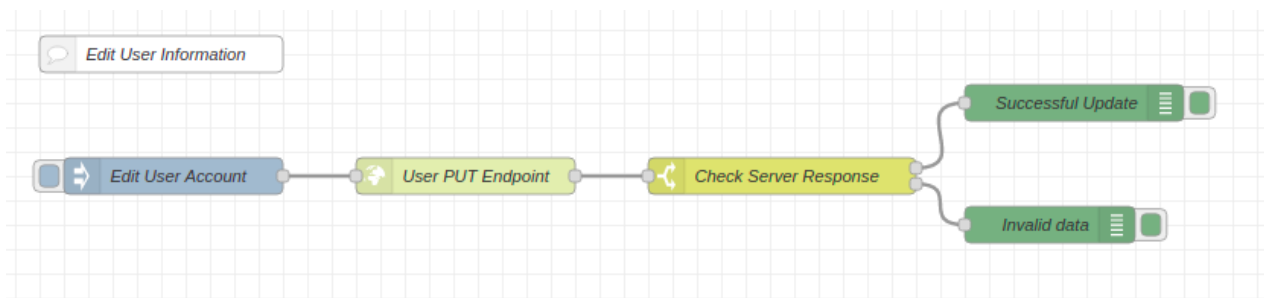 Edit User Information
Successful Update
Edit User Account
User PUT Endpoint
Check Server Response
Invalid data